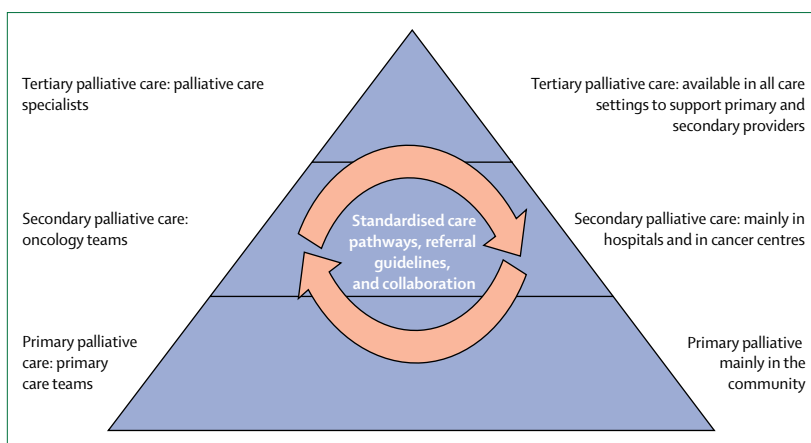 Tertiary palliative care: palliative care
specialists
Tertiary palliative care: available in all care
settings to support primary and
secondary providers
Secondary palliative care:
oncology teams
Standardised care
pathways, referral
guidelines,
and collaboration
Secondary palliative care: mainly in
hospitals and in cancer centres
Primary palliative
care: primary
care teams
Primary palliative
mainly in the
community